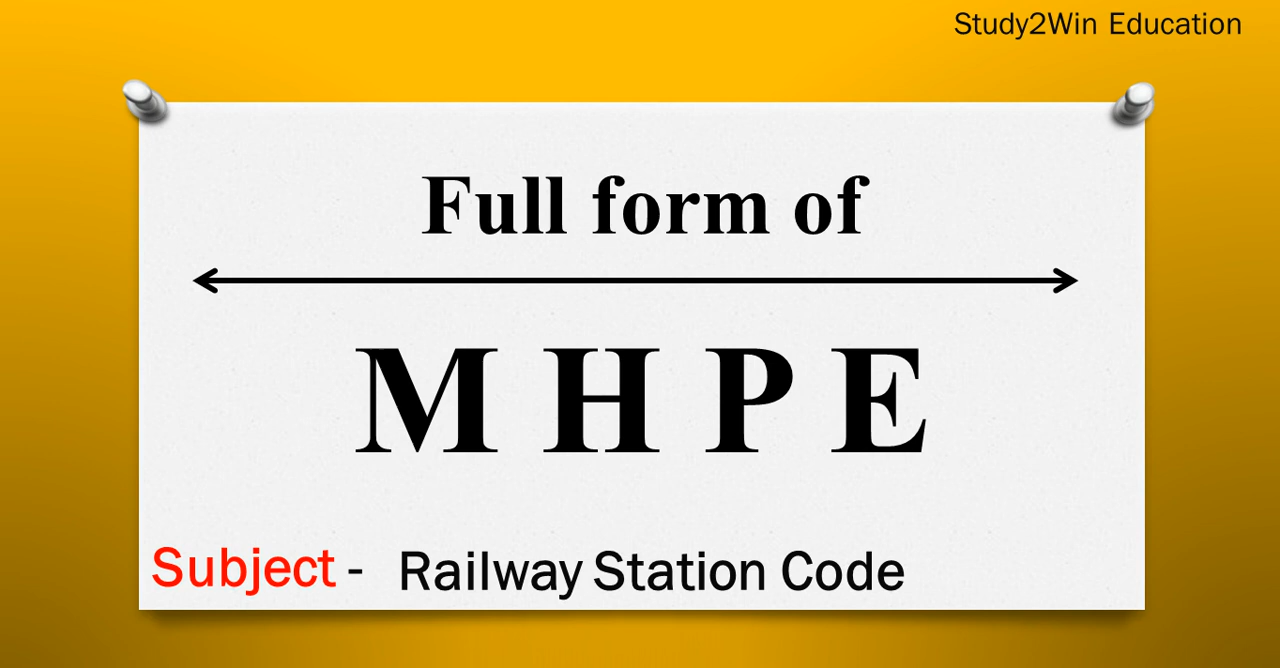 Study2Win Education
Full form of
M H P E
Subject - Railway Station Code